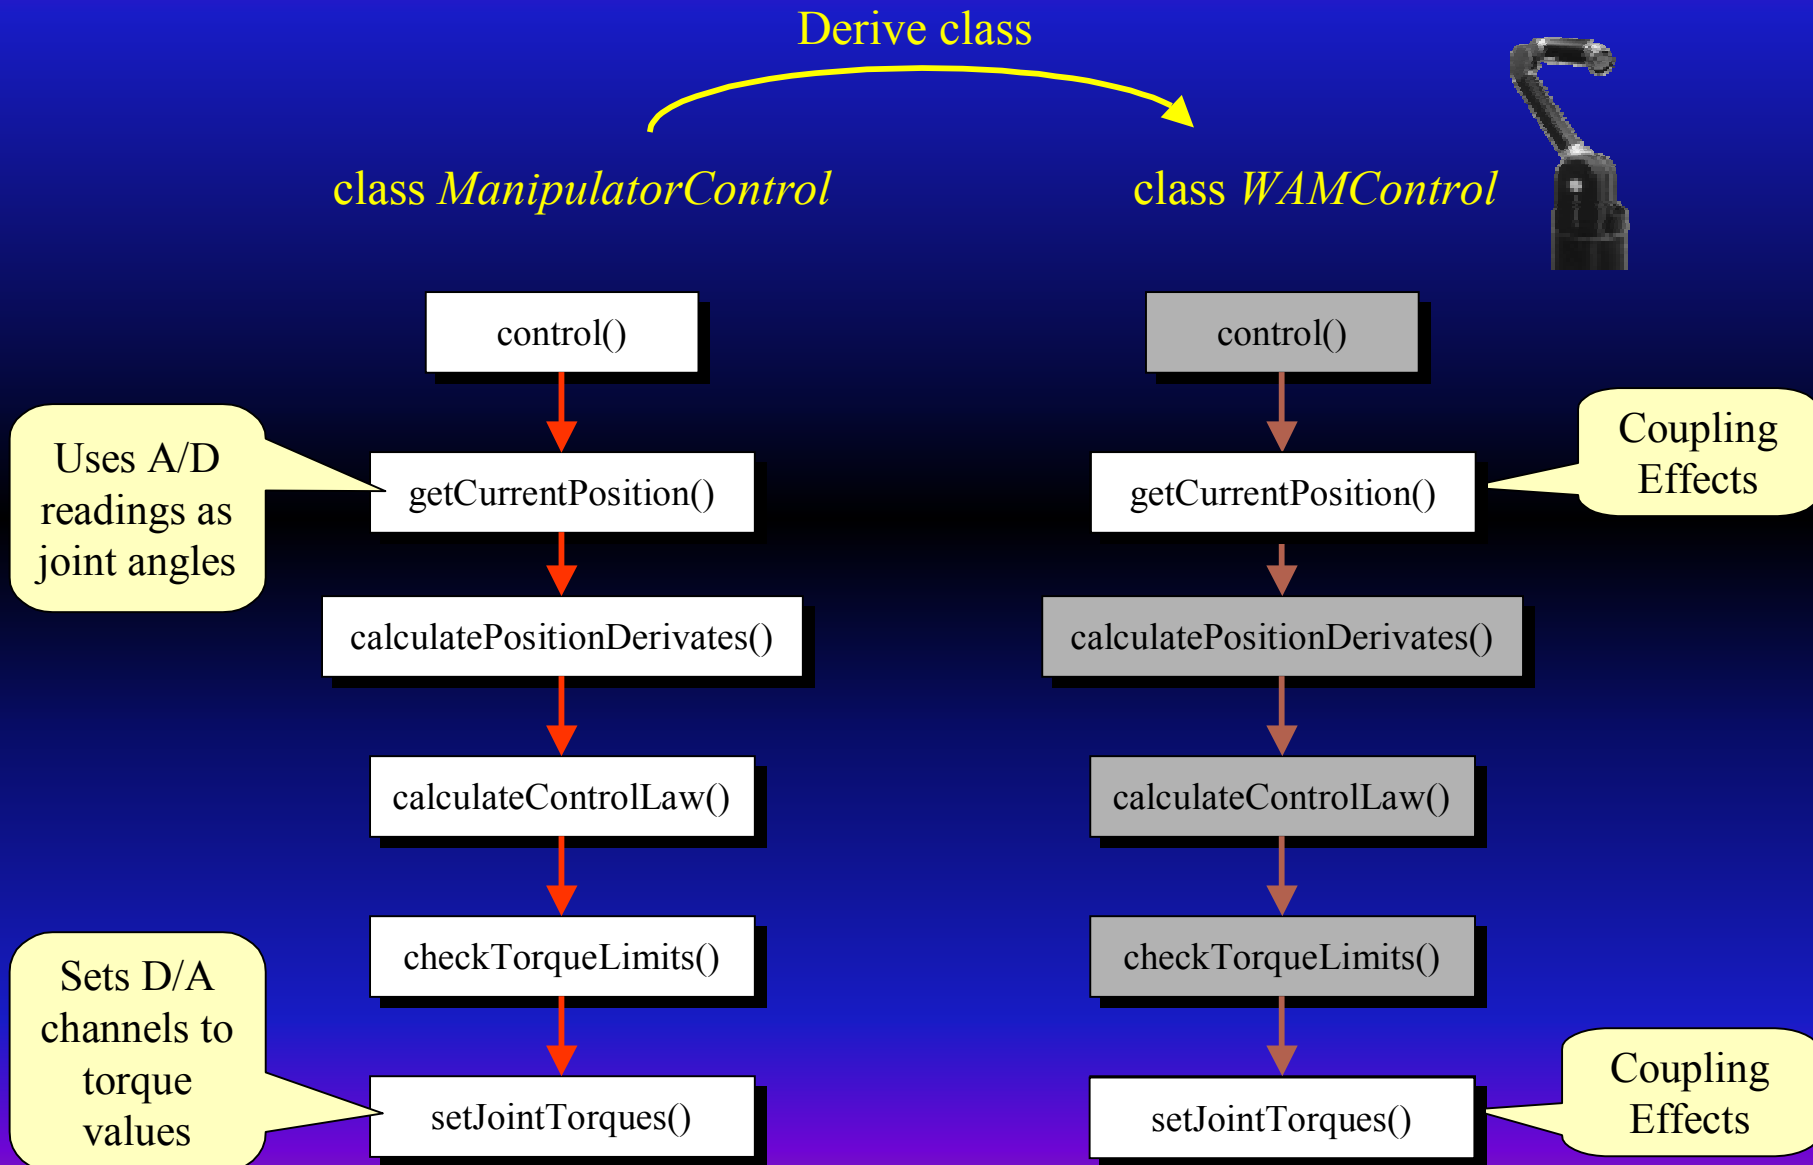 Derive class
class ManipulatorControl
class WAMControl
control()
control()
Uses A/D
readings as
joint angles
getCurrentPosition()
getCurrentPosition()
Coupling
Effects
calculatePositionDerivates()
calculatePositionDerivates()
calculateControlLaw()
calculateControlLaw()
checkTorqueLimits()
checkTorqueLimits()
Sets D/A
channels to
torque
values
setJointTorques()
setJointTorques()
Coupling
Effects